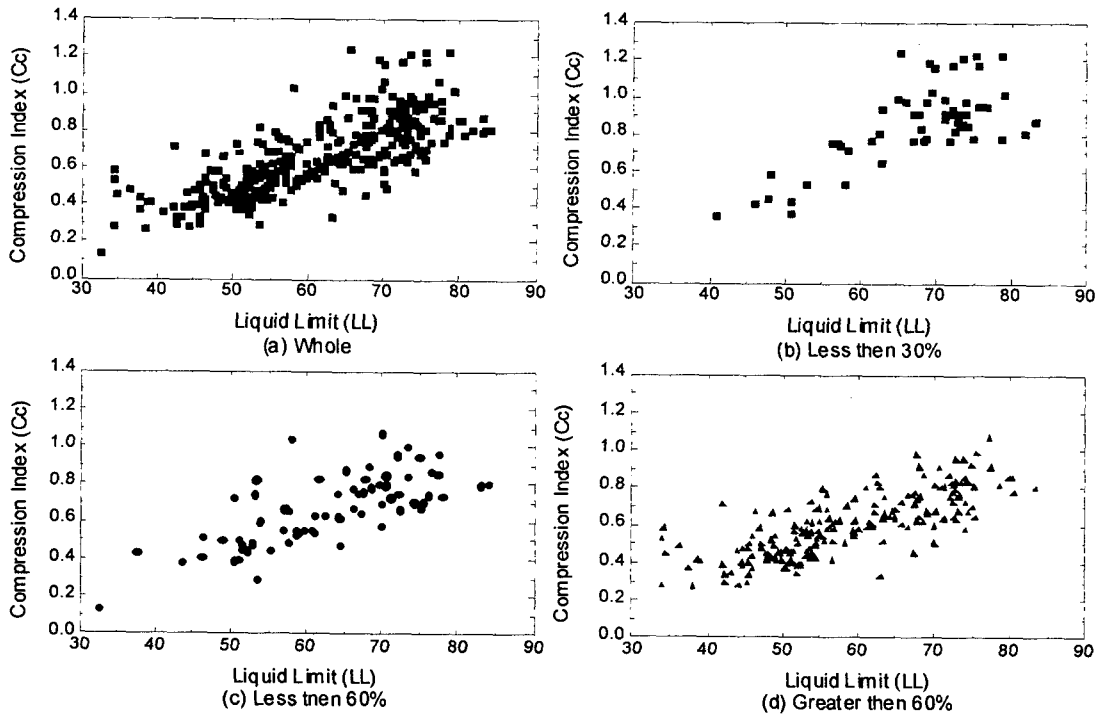 1.4
1.2
1.0
0.8
0.6
0.4
0.2
0.0
Compression Index (Cc)
30 40 50 60 70 80 90
Liquid Limit (LL)
(a) Whole
1.4
1.2
1.0
0.8
0.6
0.4
0.2
0.0
Compression Index (Cc)
30 40 50 60 70 80 90
Liquid Limit (LL)
(b) Less then 30%
1.4
1.2
1.0
0.8
0.6
0.4
0.2
0.0
Compression Index (Cc)
30 40 50 60 70 80 90
Liquid Limit (LL)
(c) Less tnen 60%
1.4
1.2
1.0
0.8
0.6
0.4
0.2
0.0
Compression Index (Cc)
30 40 50 60 70 80 90
Liquid Limit (LL)
(d) Greater then 60%